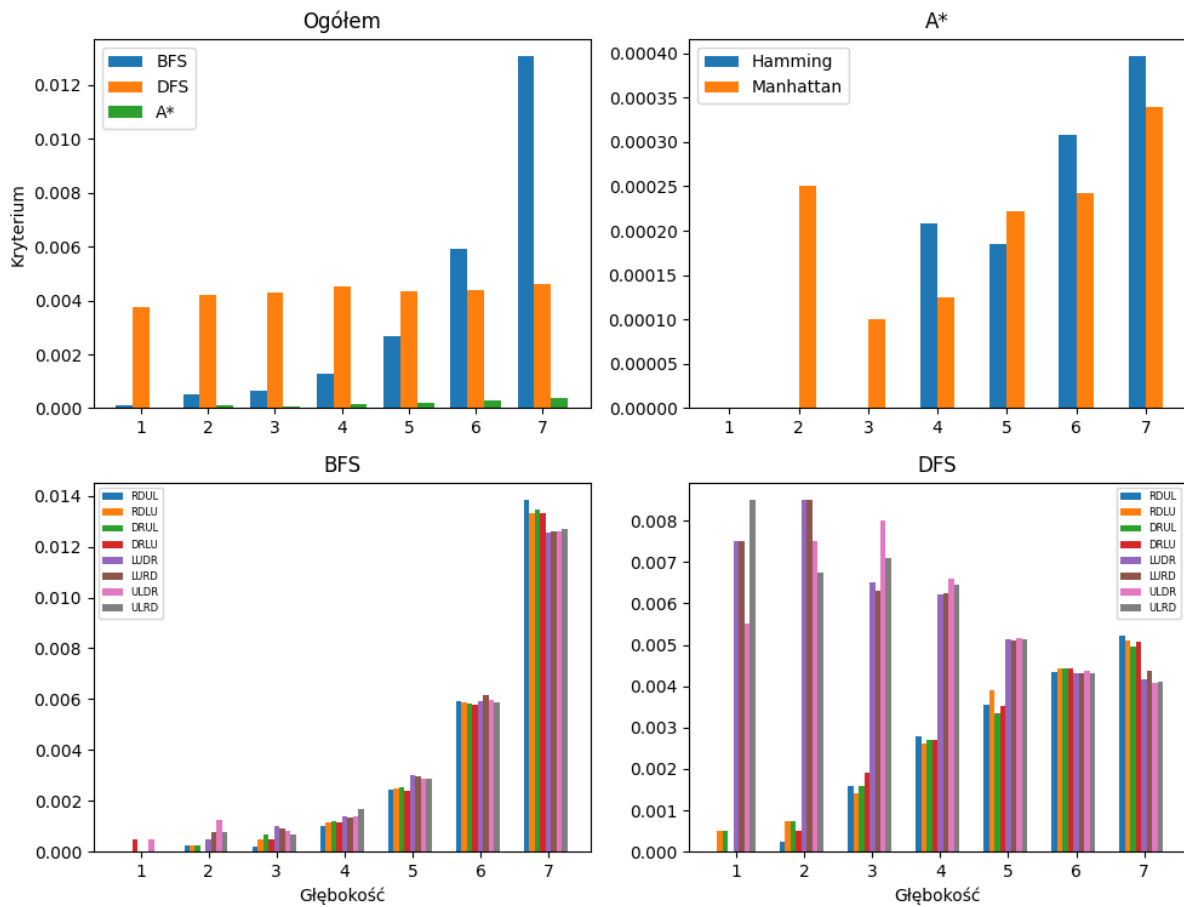 Ogółem
0.012
0.010
0.008
0.006
0.004
0.002
0.000
Kryterium
BFS
DFS
A*
1 2 3 4 5 6 7
A*
0.00040
0.00035
0.00030
0.00025
0.00020
0.00015
0.00010
0.00005
0.00000
Hamming
Manhattan
1 2 3 4 5 6 7
BFS
0.014
0.012
0.010
0.008
0.006
0.004
0.002
0.000
RDUL
RDLU
DRUL
DRLU
LUDR
LURD
ULDR
ULRD
1 2 3 4 5 6 7
Głębokość
DFS
0.008
0.007
0.006
0.005
0.004
0.003
0.002
0.001
0.000
RDUL
RDLU
DRUL
DRLU
LUDR
LURD
ULDR
ULRD
1 2 3 4 5 6 7
Głębokość